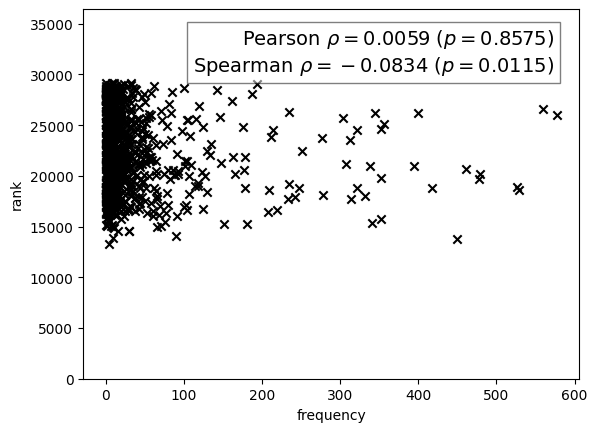 Pearson ρ = 0.0059 (p = 0.8575)
Spearman ρ = − 0.0834 (p = 0.0115)
35000
30000
25000
20000
15000
10000
5000
0
rank
0 100 200 300 400 500 600
frequency